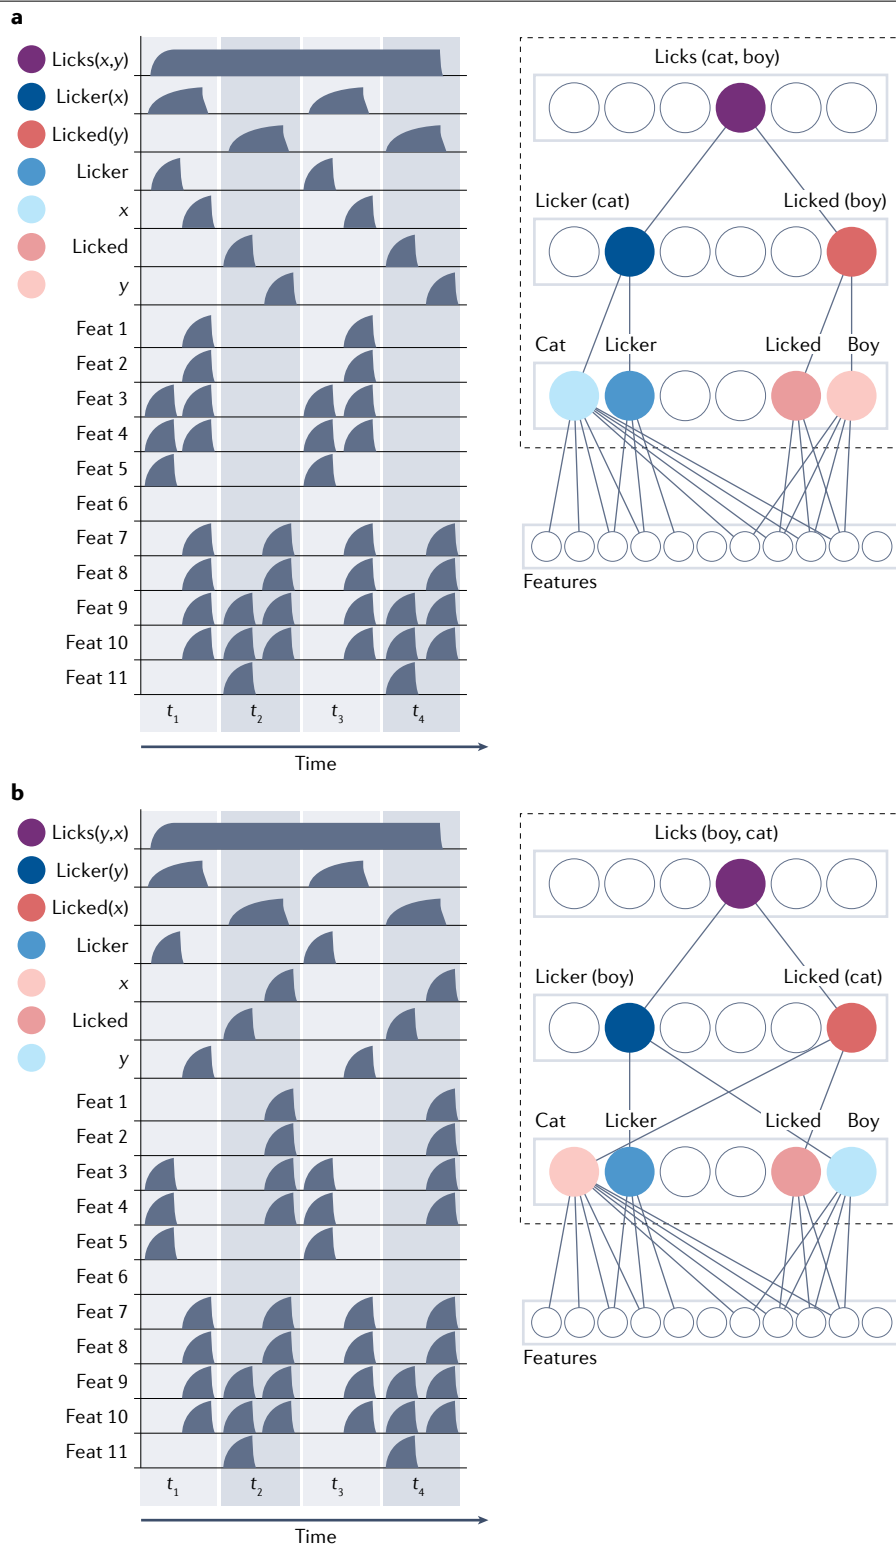 a
Licks(x,y)
Licker(x)
Licked(y)
Licker
x
Licked
y
Feat 1
Feat 2
Feat 3
Feat 4
Feat 5
Feat 6
Feat 7
Feat 8
Feat 9
Feat 10
Feat 11
t1 t2 t3 t4
Time
Licks (cat, boy)
Licker (cat) Licked (boy)
Cat Licker Licked Boy
Features
b
Licks(y,x)
Licker(y)
Licked(x)
Licker
x
Licked
y
Feat 1
Feat 2
Feat 3
Feat 4
Feat 5
Feat 6
Feat 7
Feat 8
Feat 9
Feat 10
Feat 11
t1 t2 t3 t4
Time
Licks (boy, cat)
Licker (boy) Licked (cat)
Cat Licker Licked Boy
Features